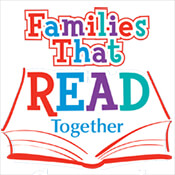 Families
That
READ
Together